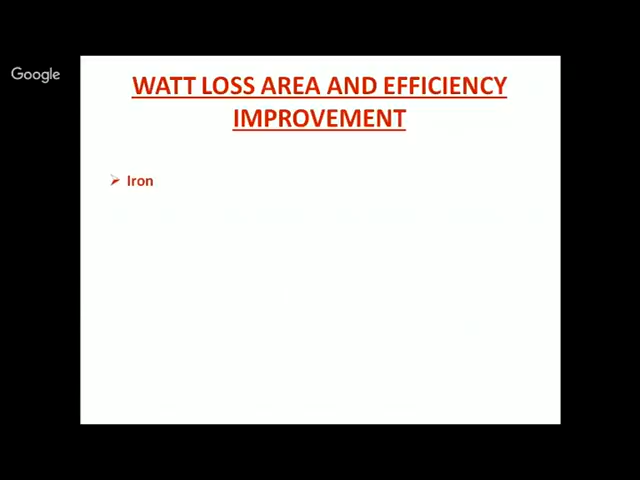 Google
WATT LOSS AREA AND EFFICIENCY
IMPROVEMENT
Iron